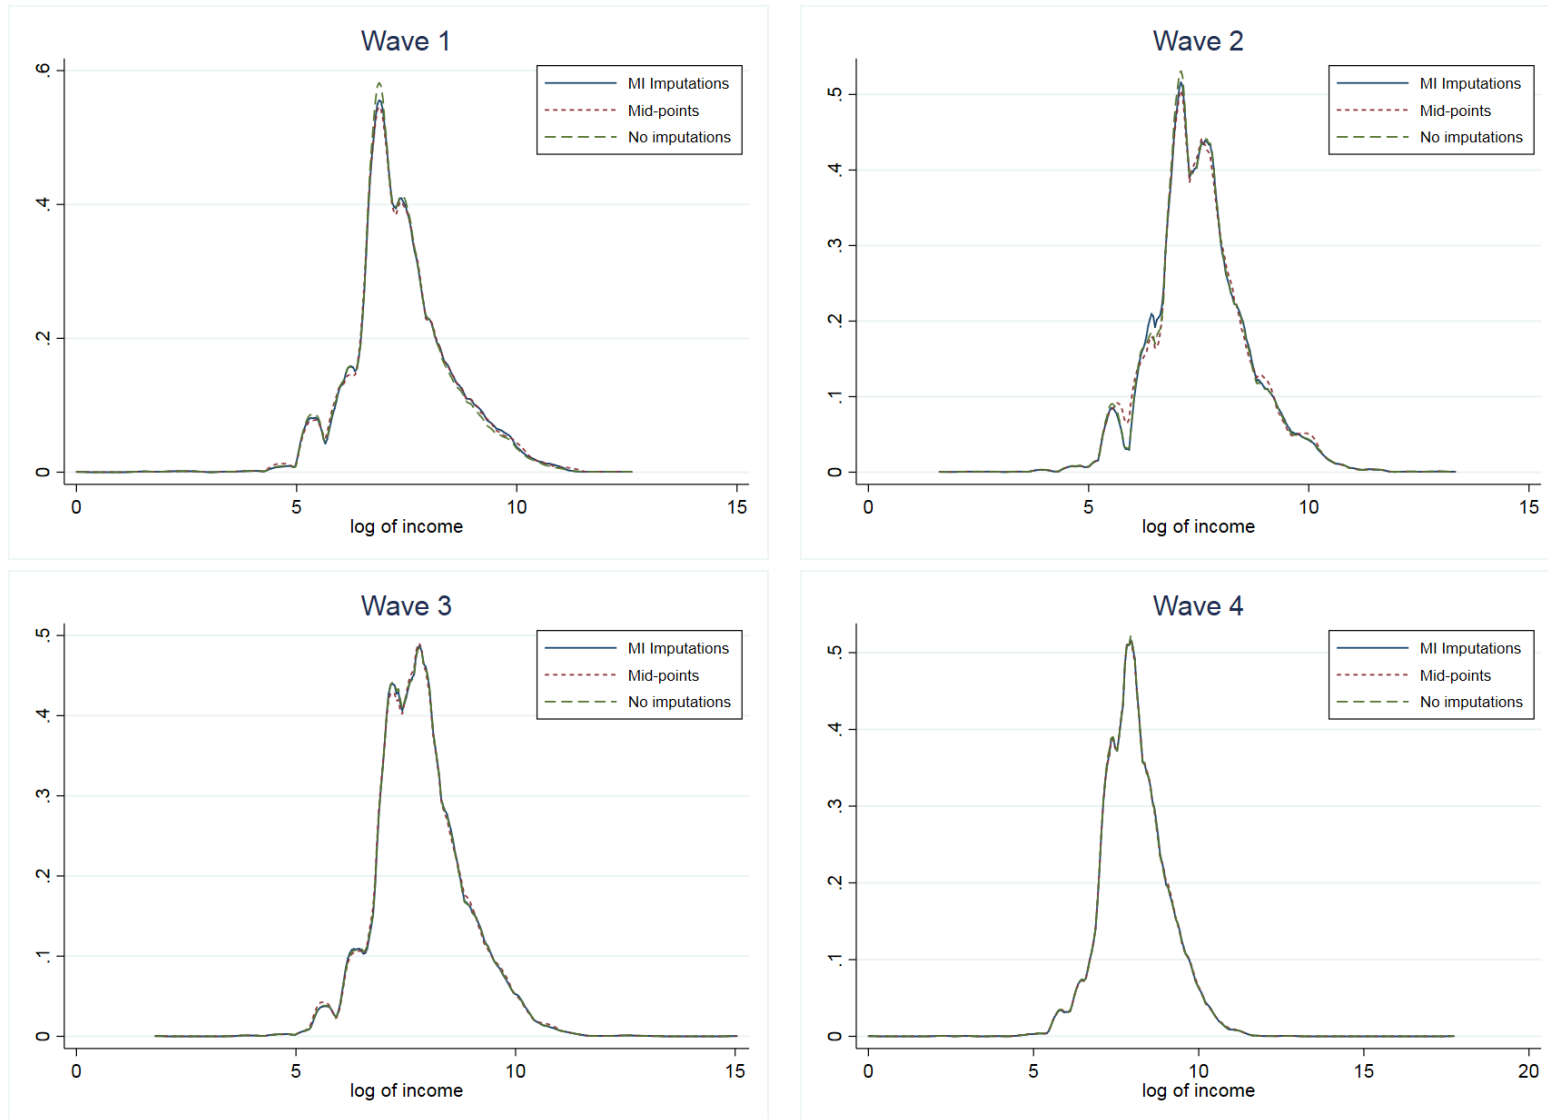 Wave 1
MI Imputations
Mid-points
No imputations
.6
.4
.2
0
0 5 10 15
log of income
Wave 2
MI Imputations
Mid-points
No imputations
.5
.4
.3
.2
.1
0
0 5 10 15
log of income
Wave 3
MI Imputations
Mid-points
No imputations
.5
.4
.3
.2
.1
0
0 5 10 15
log of income
Wave 4
MI Imputations
Mid-points
No imputations
.5
.4
.3
.2
.1
0
0 5 10 15 20
log of income